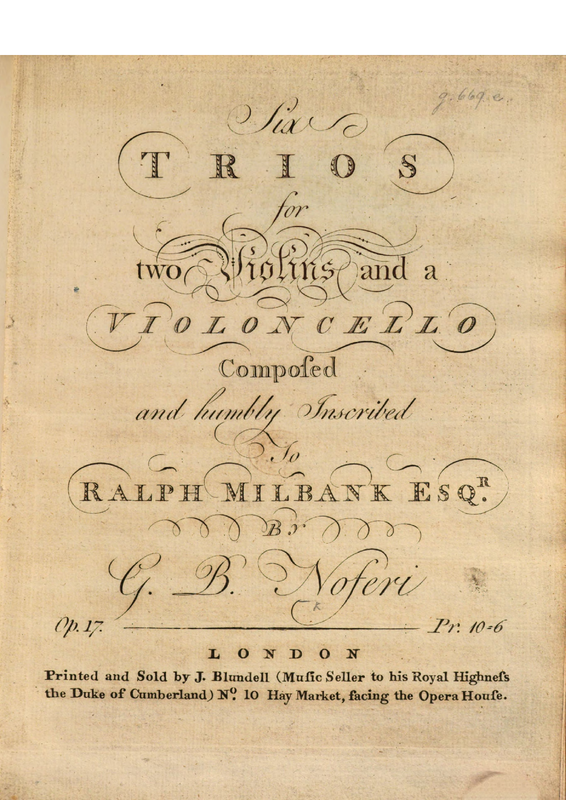 g.669.e.
Six
TRIOS
for
two Violins and a
VIOLONCELLO
Compoſed
and humbly Inscribed
To
RALPH MILBANK ESQ.R
By
G. B. Noferi
Op. 17. Pr. 10=6
LONDON
Printed and Sold by J. Blundell (Muſic Seller to his Royal Highneſs
the Duke of Cumberland) No. 10 Hay Market, facing the Opera Houſe.